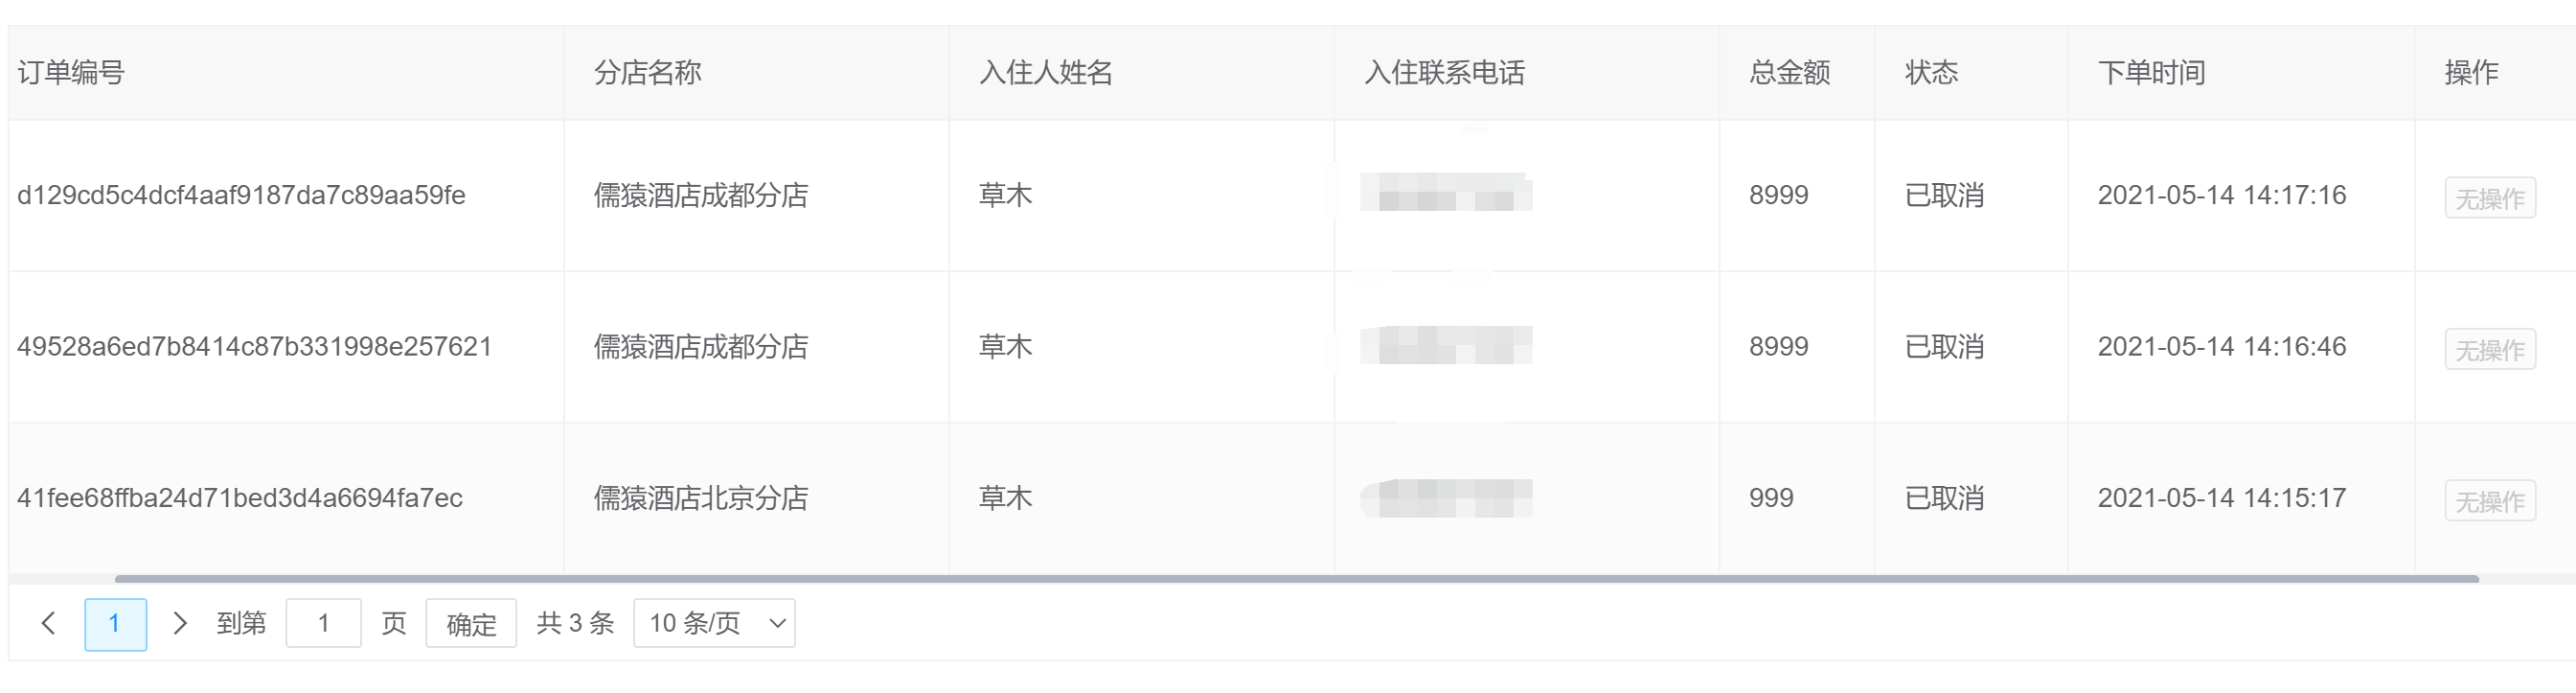 订单编号 分店名称 入住人姓名 入住联系电话 总金额 状态 下单时间 操作
d129cd5c4dcf4aaf9187da7c89aa59fe 儒猿酒店成都分店 草木 8999 已取消 2021-05-14 14:17:16 无操作
49528a6ed7b8414c87b331998e257621 儒猿酒店成都分店 草木 8999 已取消 2021-05-14 14:16:46 无操作
41fee68ffba24d71bed3d4a6694fa7ec 儒猿酒店北京分店 草木 999 已取消 2021-05-14 14:15:17 无操作
1 到第 1 页 确定 共 3 条 10 条/页